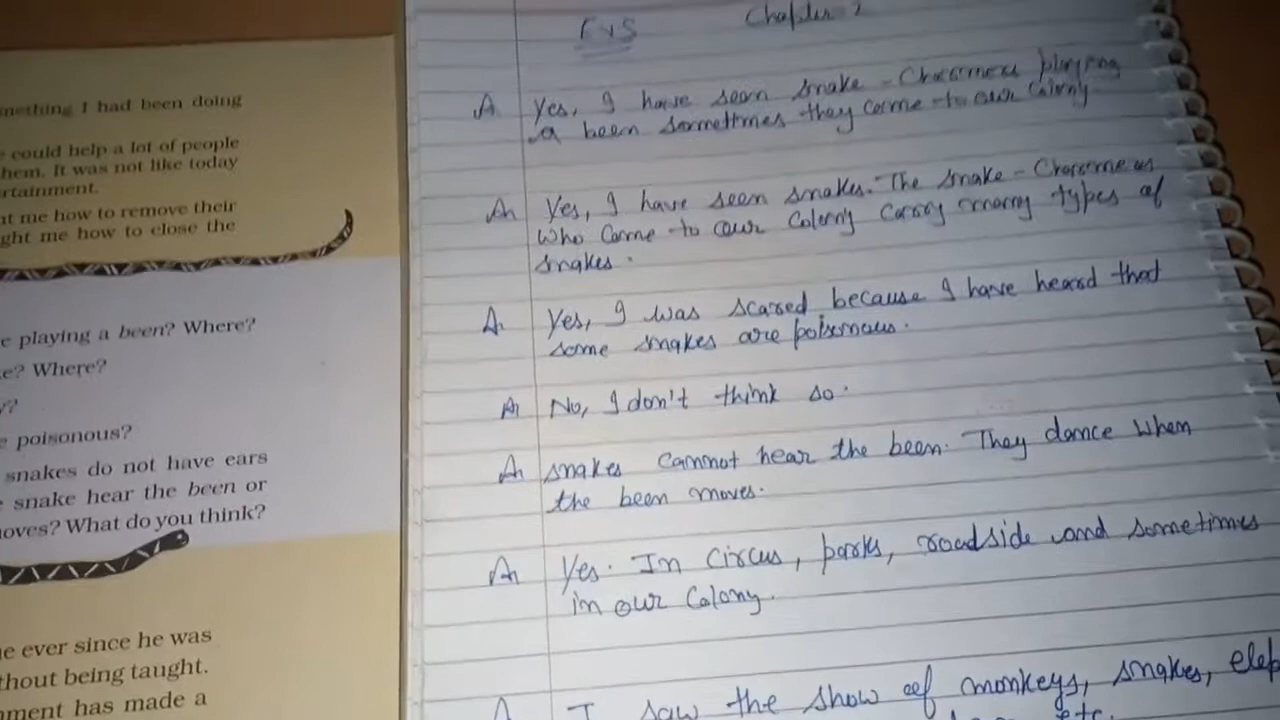 mething I had been doing
could help a lot of people
hem. It was not like today
rtainment.
t me how to remove their
ght me how to close the
e playing a been? Where?
e? Where?
y?
e poisonous?
snakes do not have ears
snake hear the been or
oves? What do you think?
e ever since he was
thout being taught.
ment has made a
EVS Chapter
A Yes, I have seen snake - Charmers playing
a been sometimes they come to our Colony
A Yes, I have seen snakes. The snake - Charmers
who come to our Colony carry many types of
snakes.
A Yes, I was scared because I have heard that
some snakes are poisonous.
A No, I don't think so.
A snakes cannot hear the been. They dance when
the been moves.
A Yes. In Circus, parks, roadside and sometimes
in our Colony.
A I saw the show of monkeys, snakes, elep
etc.